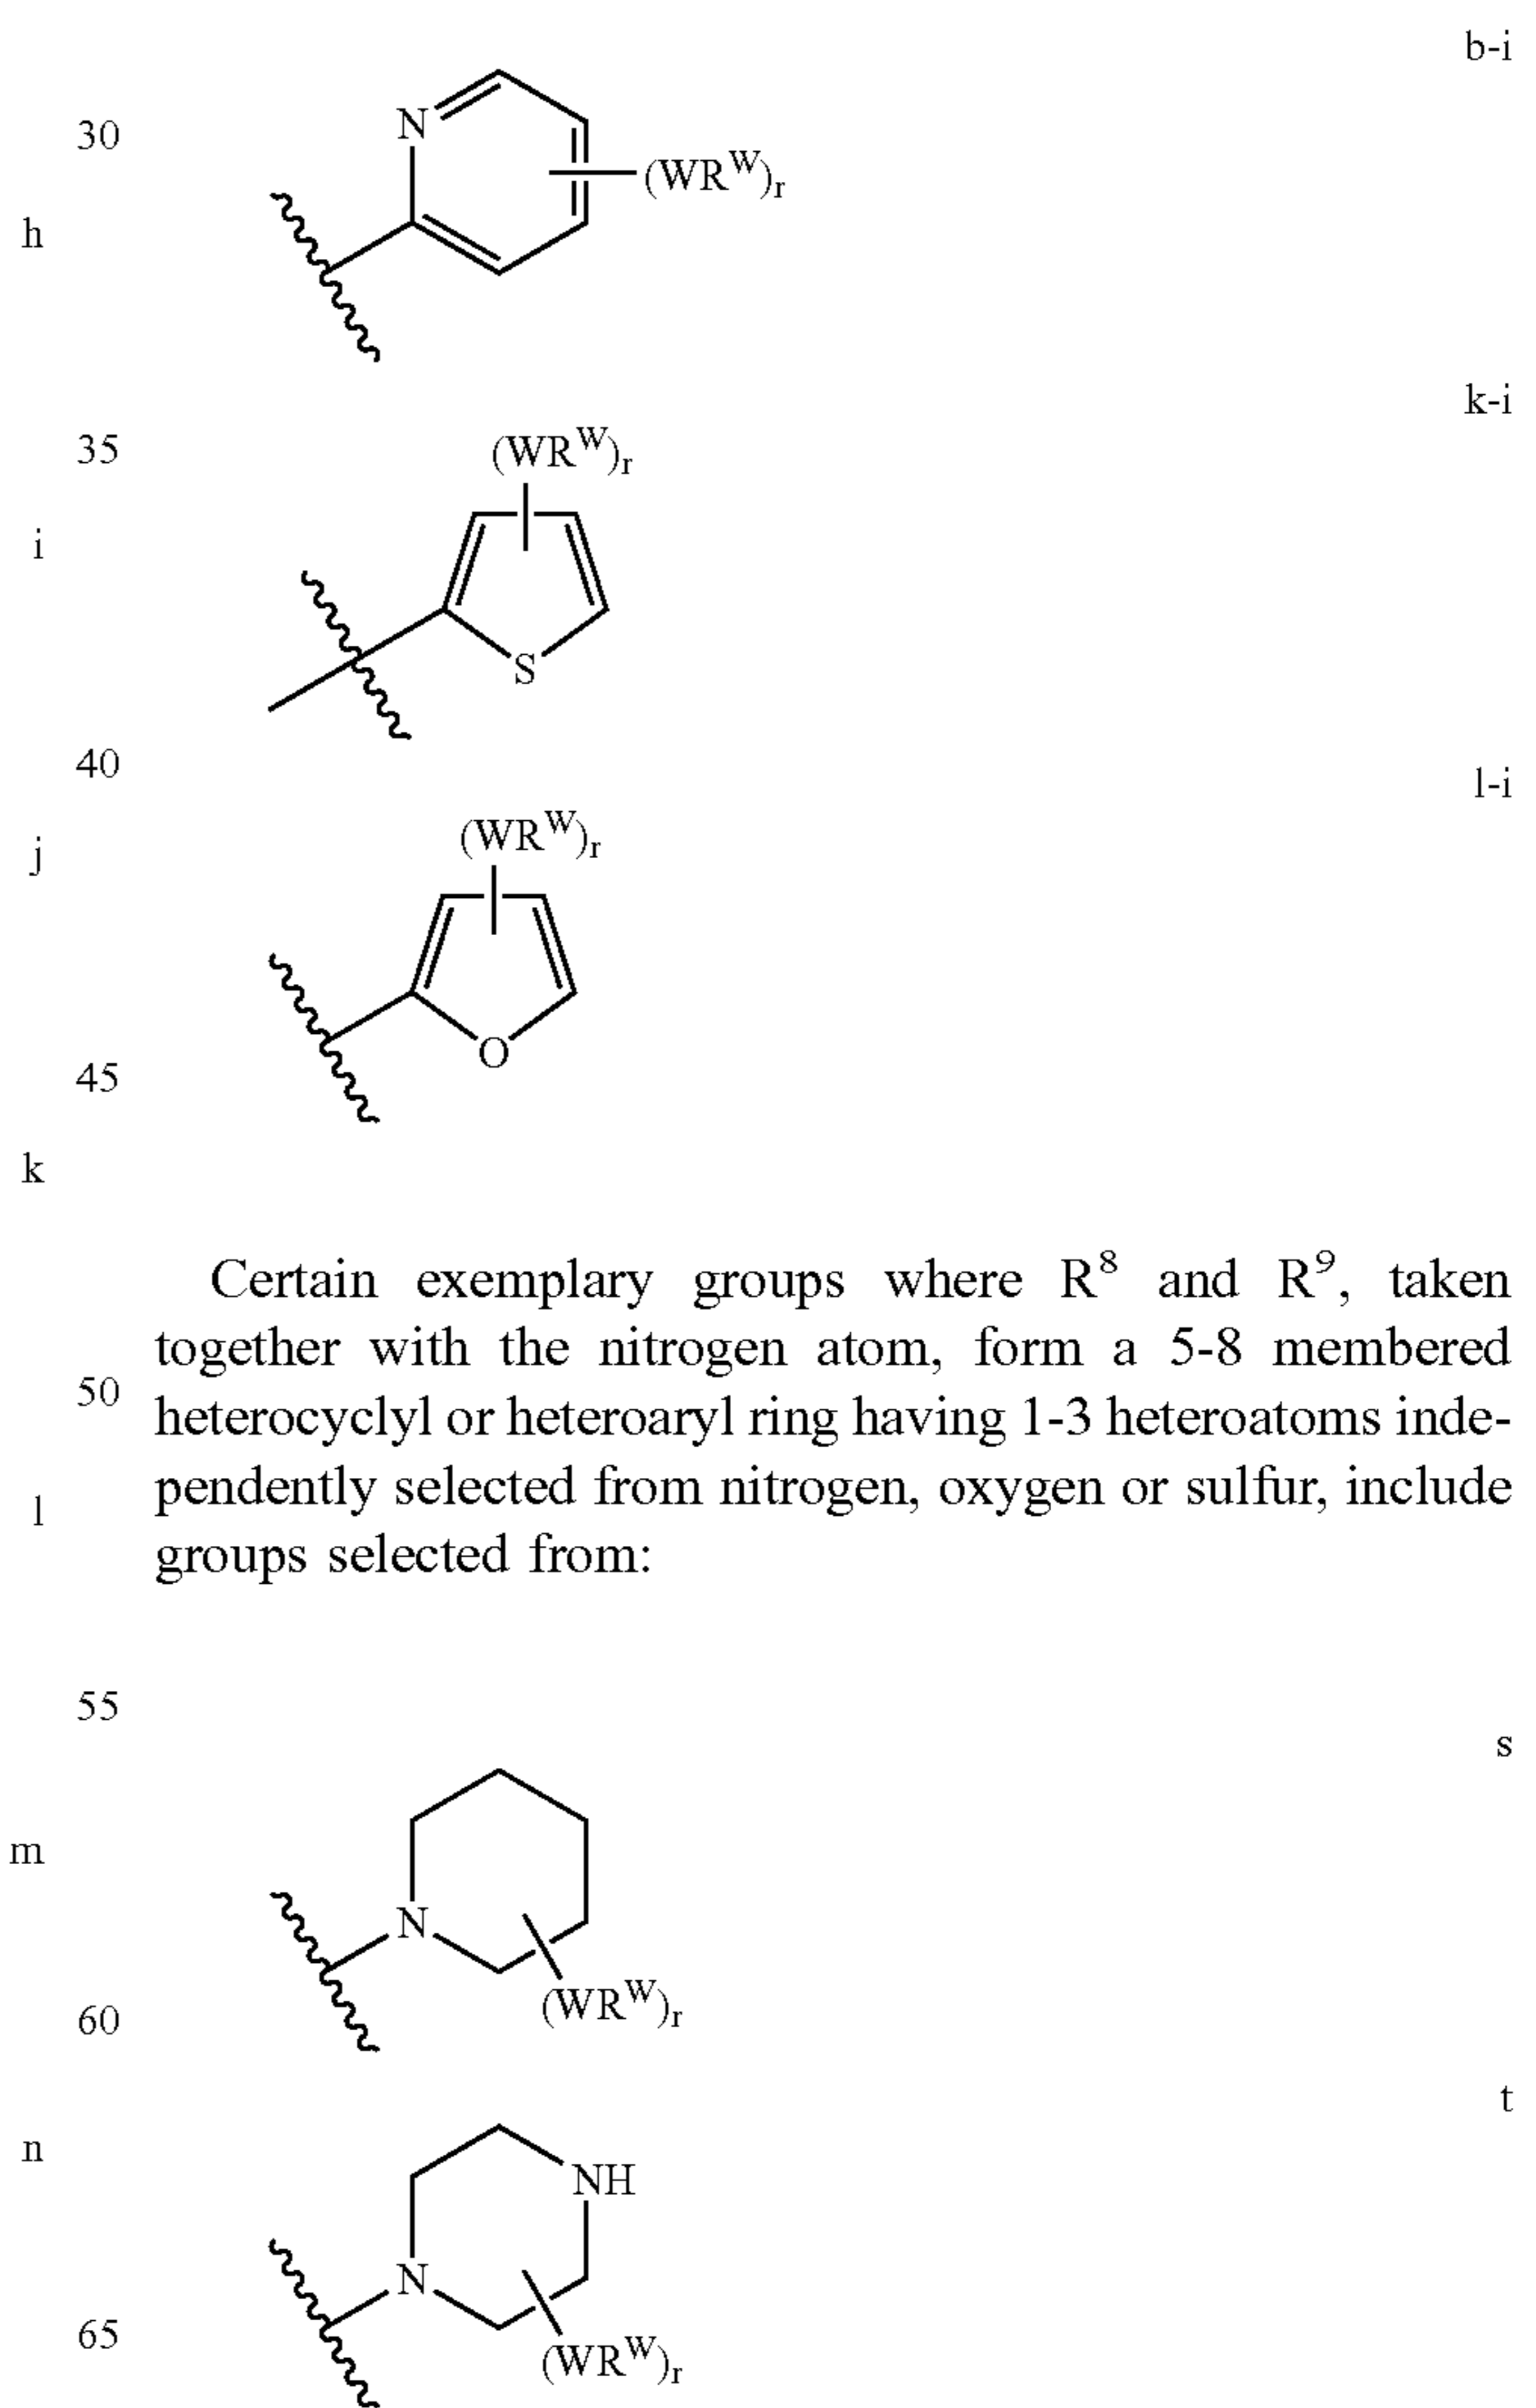 b-i
N
30
(WR^W)_r
h
k-i
35
(WR^W)_r
i
S
40
l-i
(WR^W)_r
j
O
45
k
Certain exemplary groups where R^8 and R^9, taken
together with the nitrogen atom, form a 5-8 membered
50
heterocyclyl or heteroaryl ring having 1-3 heteroatoms inde-
pendently selected from nitrogen, oxygen or sulfur, include
l
groups selected from:
55
s
m
N
(WR^W)_r
60
t
n
NH
N
65
(WR^W)_r